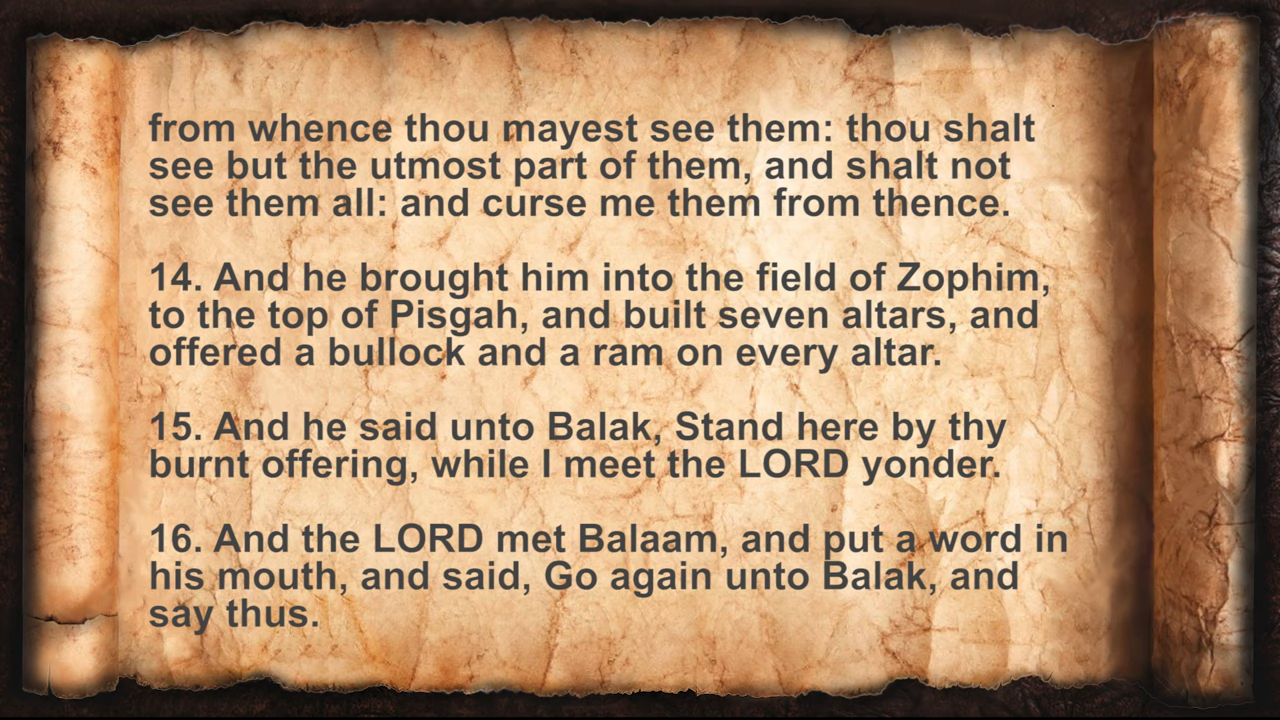 from whence thou mayest see them: thou shalt
see but the utmost part of them, and shalt not
see them all: and curse me them from thence.
14. And he brought him into the field of Zophim,
to the top of Pisgah, and built seven altars, and
offered a bullock and a ram on every altar.
15. And he said unto Balak, Stand here by thy
burnt offering, while I meet the LORD yonder.
16. And the LORD met Balaam, and put a word in
his mouth, and said, Go again unto Balak, and
say thus.